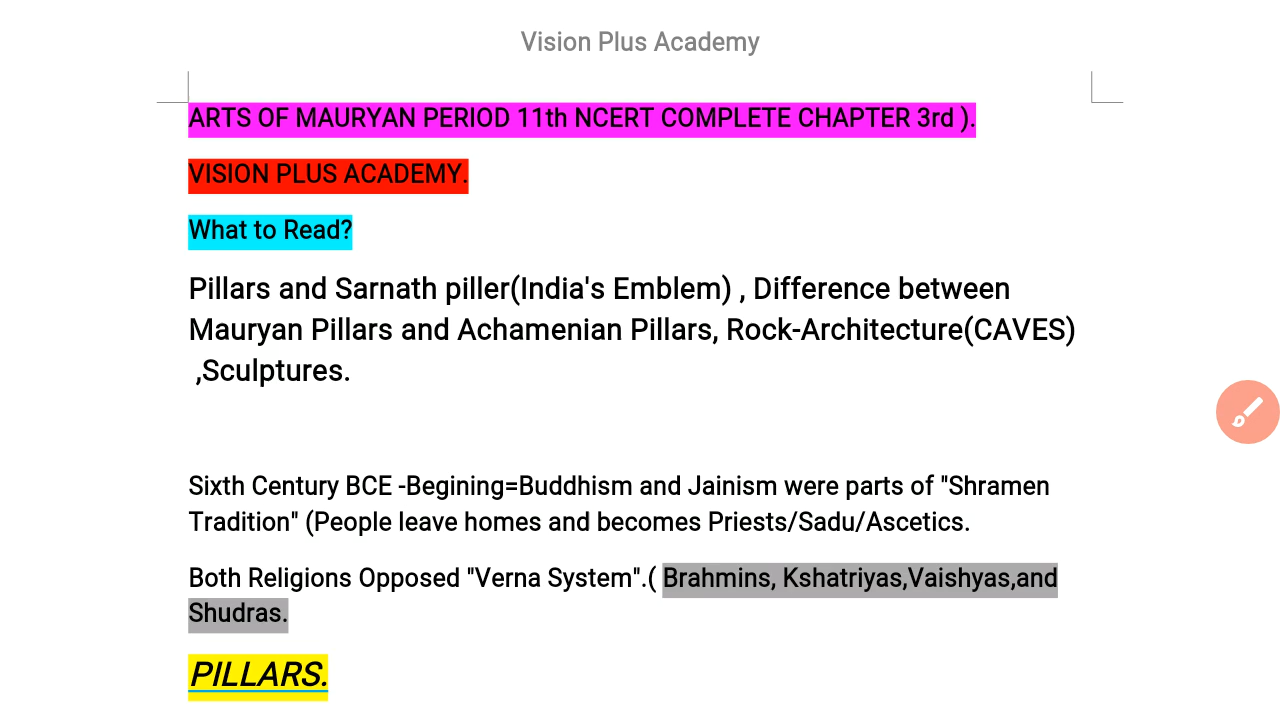 Vision Plus Academy
ARTS OF MAURYAN PERIOD 11th NCERT COMPLETE CHAPTER 3rd ).
VISION PLUS ACADEMY.
What to Read?
Pillars and Sarnath piller(India's Emblem) , Difference between
Mauryan Pillars and Achamenian Pillars, Rock-Architecture(CAVES)
,Sculptures.
Sixth Century BCE -Begining=Buddhism and Jainism were parts of "Shramen
Tradition" (People leave homes and becomes Priests/Sadu/Ascetics.
Both Religions Opposed "Verna System".( Brahmins, Kshatriyas,Vaishyas,and
Shudras.
PILLARS.